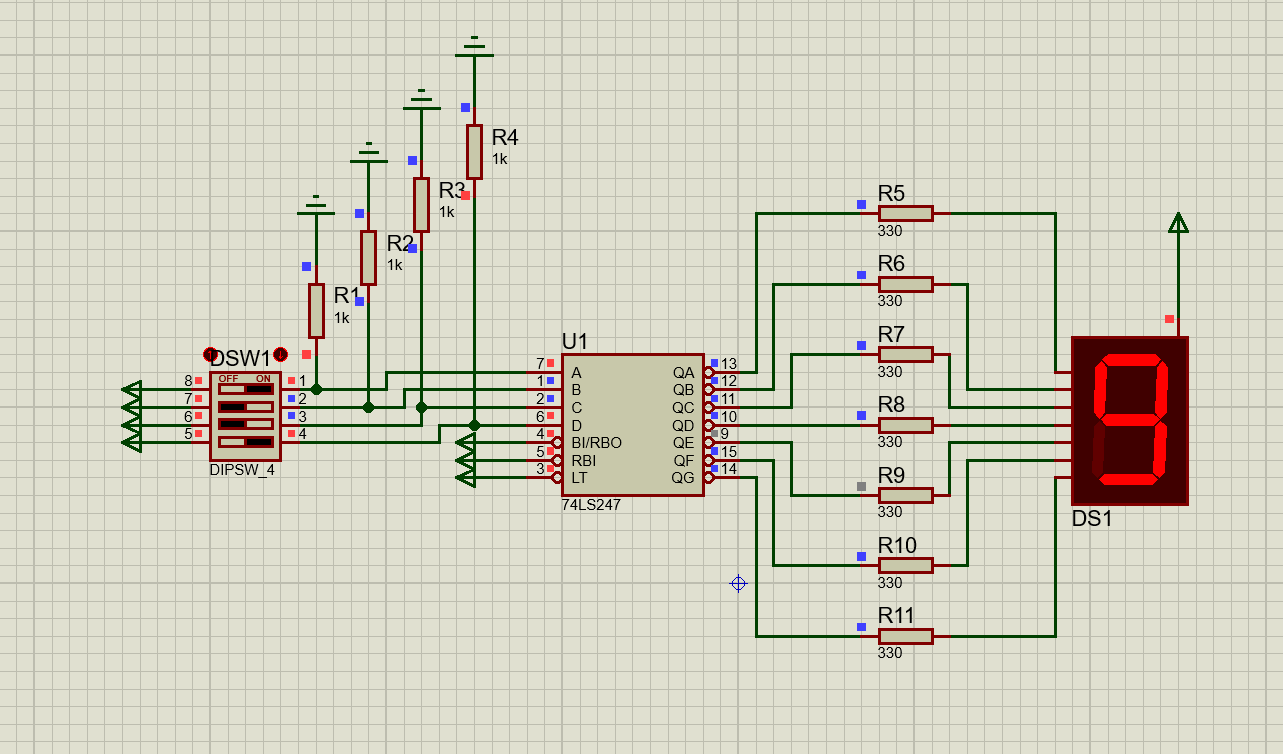 R4
1k
R3
1k
R2
1k
R1
1k
DSW1
OFF ON
8 1
7 2
6 3
5 4
DIPSW_4
U1
7 A QA 13
1 B QB 12
2 C QC 11
6 D QD 10
4 BI/RBO QE 9
5 RBI QF 15
3 LT QG 14
74LS247
R5
330
R6
330
R7
330
R8
330
R9
330
R10
330
R11
330
9
DS1